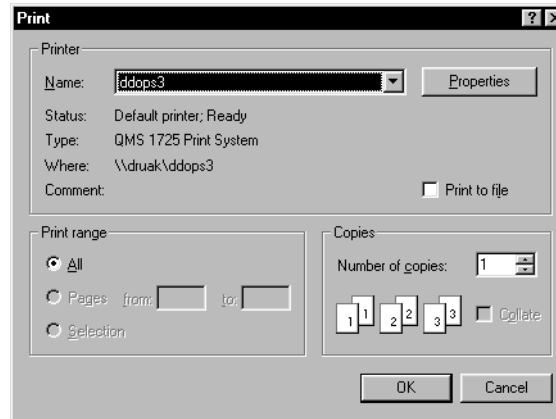 Print
Printer
Name: ddops3 Properties
Status: Default printer; Ready
Type: QMS 1725 Print System
Where: \\druak\ddops3
Comment: Print to file
Print range Copies
All Number of copies: 1
Pages from: to: 1 1 2 2 3 3 Collate
Selection
OK Cancel